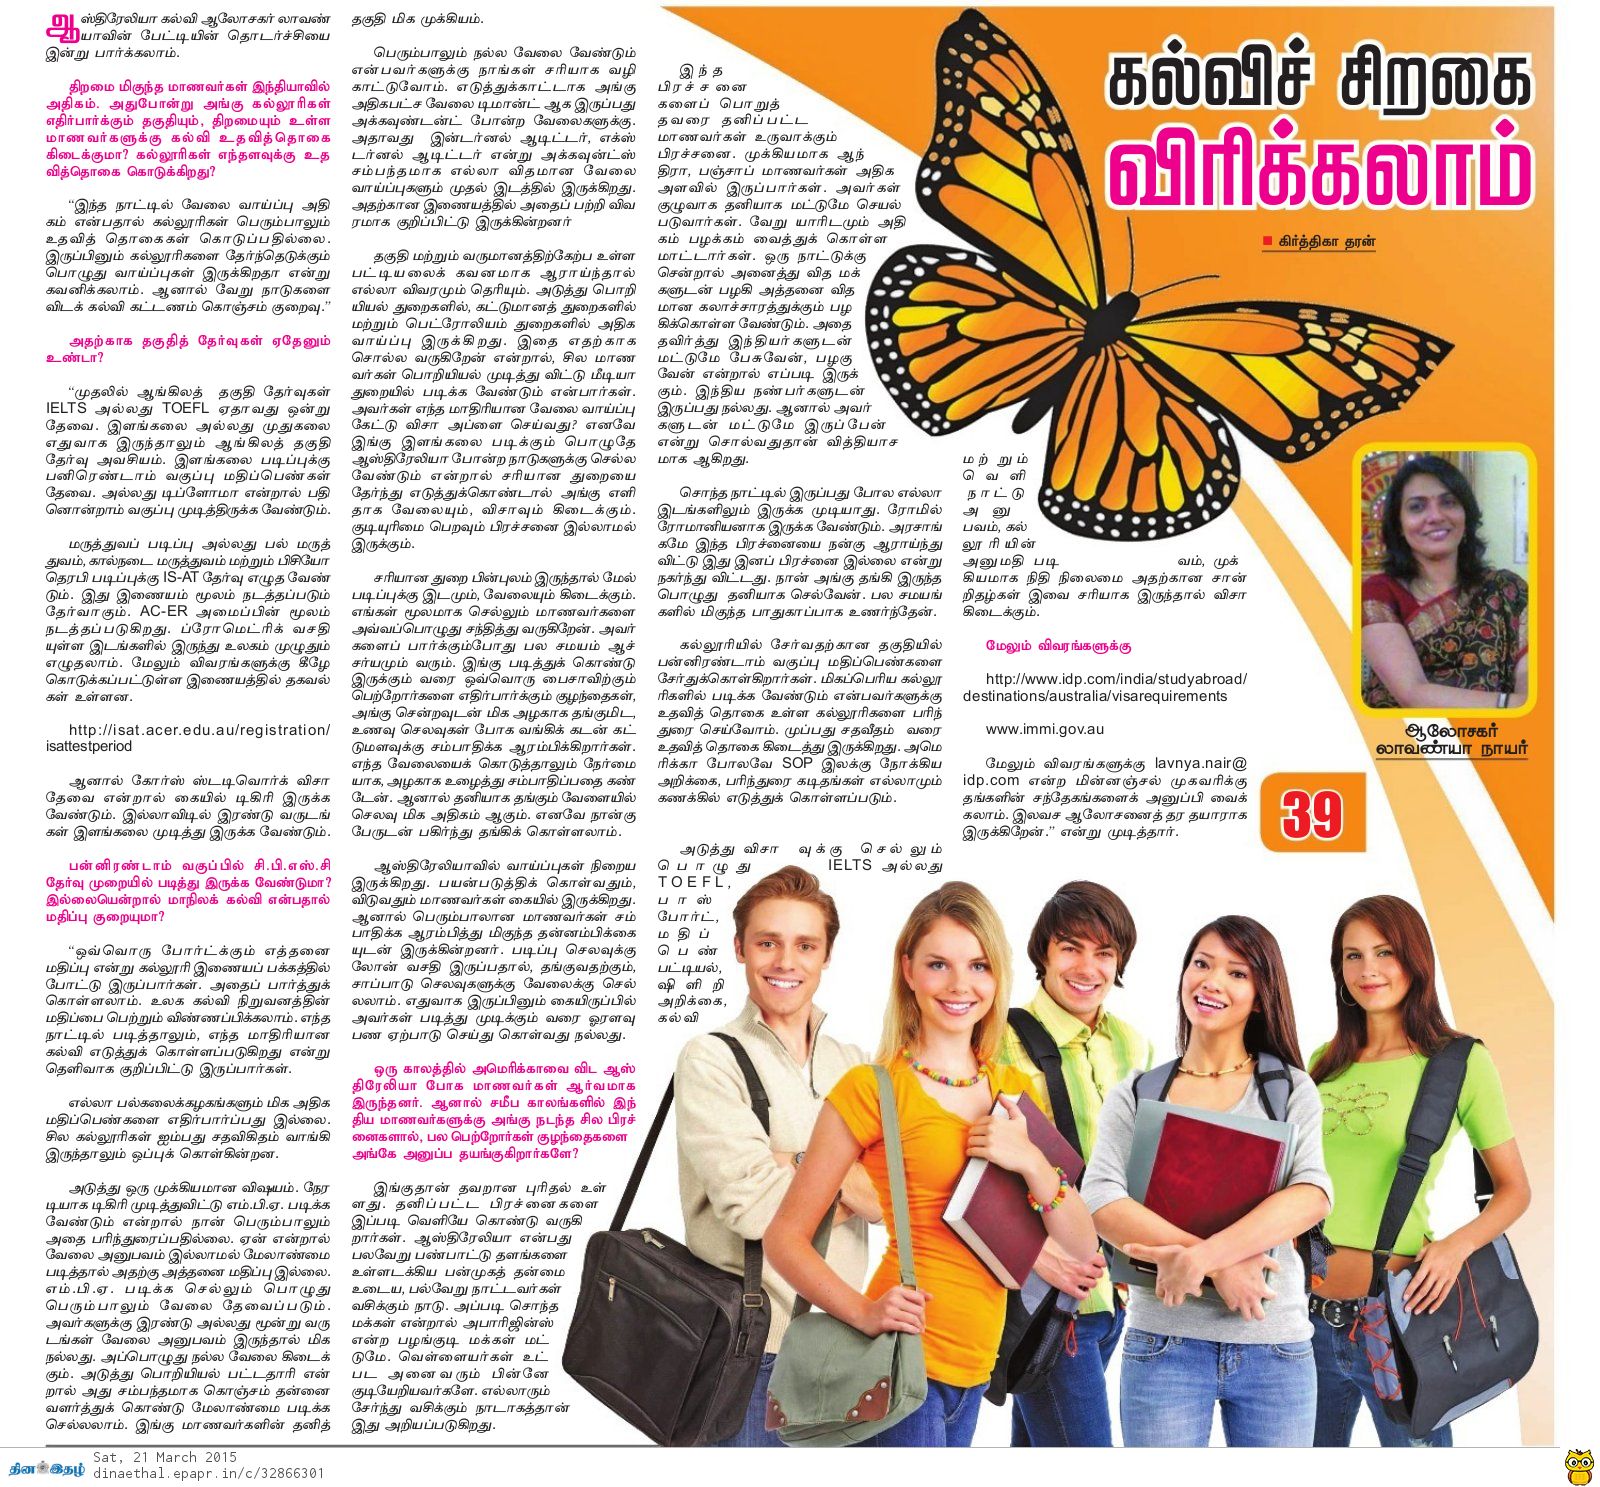 கல்விச் சிறகை
விரிக்கலாம்
கிர்த்திகா தரன்
ஆஸ்திரேலியா கல்வி ஆலோசகர் லாவண்
யாவின் பேட்டியின் தொடர்ச்சியை
இன்று பார்க்கலாம்.
திறமை மிகுந்த மாணவர்கள் இந்தியாவில்
அதிகம். அதுபோன்று அங்கு கல்லூரிகள்
எதிர்பார்க்கும் தகுதியும், திறமையும் உள்ள
மாணவர்களுக்கு கல்வி உதவித்தொகை
கிடைக்குமா? கல்லூரிகள் எந்தளவுக்கு உத
வித்தொகை கொடுக்கிறது?
“இந்த நாட்டில் வேலை வாய்ப்பு அதி
கம் என்பதால் கல்லூரிகள் பெரும்பாலும்
உதவித் தொகைகள் கொடுப்பதில்லை.
இருப்பினும் கல்லூரிகளை தேர்ந்தெடுக்கும்
பொழுது வாய்ப்புகள் இருக்கிறதா என்று
கவனிக்கலாம். ஆனால் வேறு நாடுகளை
விடக் கல்வி கட்டணம் கொஞ்சம் குறைவு.”
அதற்காக தகுதித் தேர்வுகள் ஏதேனும்
உண்டா?
“முதலில் ஆங்கிலத் தகுதி தேர்வுகள்
IELTS அல்லது TOEFL ஏதாவது ஒன்று
தேவை. இளங்கலை அல்லது முதுகலை
எதுவாக இருந்தாலும் ஆங்கிலத் தகுதி
தேர்வு அவசியம். இளங்கலை படிப்புக்கு
பனிரெண்டாம் வகுப்பு மதிப்பெண்கள்
தேவை. அல்லது டிப்ளோமா என்றால் பதி
னொன்றாம் வகுப்பு முடித்திருக்க வேண்டும்.
மருத்துவப் படிப்பு அல்லது பல் மருத்
துவம், கால்நடை மருத்துவம் மற்றும் பிசியோ
தெரபி படிப்புக்கு IS-AT தேர்வு எழுத வேண்
டும். இது இணையம் மூலம் நடத்தப்படும்
தேர்வாகும். AC-ER அமைப்பின் மூலம்
நடத்தப்படுகிறது. ப்ரோமெட்ரிக் வசதி
யுள்ள இடங்களில் இருந்து உலகம் முழுதும்
எழுதலாம். மேலும் விவரங்களுக்கு கீழே
கொடுக்கப்பட்டுள்ள இணையத்தில் தகவல்
கள் உள்ளன.
http://isat.acer.edu.au/registration/
isattestperiod
ஆனால் கோர்ஸ் ஸ்டடிவொர்க் விசா
தேவை என்றால் கையில் டிகிரி இருக்க
வேண்டும். இல்லாவிடில் இரண்டு வருடங்
கள் இளங்கலை முடித்து இருக்க வேண்டும்.
பன்னிரண்டாம் வகுப்பில் சி.பி.எஸ்.சி
தேர்வு முறையில் படித்து இருக்க வேண்டுமா?
இல்லையென்றால் மாநிலக் கல்வி என்பதால்
மதிப்பு குறையுமா?
“ஒவ்வொரு போர்ட்க்கும் எத்தனை
மதிப்பு என்று கல்லூரி இணையப் பக்கத்தில்
போட்டு இருப்பார்கள். அதைப் பார்த்துக்
கொள்ளலாம். உலக கல்வி நிறுவனத்தின்
மதிப்பை பெற்றும் விண்ணப்பிக்கலாம். எந்த
நாட்டில் படித்தாலும், எந்த மாதிரியான
கல்வி எடுத்துக் கொள்ளப்படுகிறது என்று
தெளிவாக குறிப்பிட்டு இருப்பார்கள்.
எல்லா பல்கலைக்கழகங்களும் மிக அதிக
மதிப்பெண்களை எதிர்பார்ப்பது இல்லை.
சில கல்லூரிகள் ஐம்பது சதவிகிதம் வாங்கி
இருந்தாலும் ஒப்புக் கொள்கின்றன.
அடுத்து ஒரு முக்கியமான விஷயம். நேர
டியாக டிகிரி முடித்துவிட்டு எம்.பி.ஏ. படிக்க
வேண்டும் என்றால் நான் பெரும்பாலும்
அதை பரிந்துரைப்பதில்லை. ஏன் என்றால்
வேலை அனுபவம் இல்லாமல் மேலாண்மை
படித்தால் அதற்கு அத்தனை மதிப்பு இல்லை.
எம்.பி.ஏ. படிக்க செல்லும் பொழுது
பெரும்பாலும் வேலை தேவைப்படும்.
அவர்களுக்கு இரண்டு அல்லது மூன்று வரு
டங்கள் வேலை அனுபவம் இருந்தால் மிக
நல்லது. அப்பொழுது நல்ல வேலை கிடைக்
கும். அடுத்து பொறியியல் பட்டதாரி என்
றால் அது சம்பந்தமாக கொஞ்சம் தன்னை
வளர்த்துக் கொண்டு மேலாண்மை படிக்க
செல்லலாம். இங்கு மாணவர்களின் தனித்
தகுதி மிக முக்கியம்.
பெரும்பாலும் நல்ல வேலை வேண்டும்
என்பவர்களுக்கு நாங்கள் சரியாக வழி
காட்டுவோம். எடுத்துக்காட்டாக அங்கு
அதிகபட்ச வேலை டிமாண்ட் ஆக இருப்பது
அக்கவுண்டன்ட் போன்ற வேலைகளுக்கு.
அதாவது இன்டர்னல் ஆடிட்டர், எக்ஸ்
டர்னல் ஆடிட்டர் என்று அக்கவுன்ட்ஸ்
சம்பந்தமாக எல்லா விதமான வேலை
வாய்ப்புகளும் முதல் இடத்தில் இருக்கிறது.
அதற்கான இணையத்தில் அதைப் பற்றி விவ
ரமாக குறிப்பிட்டு இருக்கின்றனர்
தகுதி மற்றும் வருமானத்திற்கேற்ப உள்ள
பட்டியலைக் கவனமாக ஆராய்ந்தால்
எல்லா விவரமும் தெரியும். அடுத்து பொறி
யியல் துறைகளில், கட்டுமானத் துறைகளில்
மற்றும் பெட்ரோலியம் துறைகளில் அதிக
வாய்ப்பு இருக்கிறது. இதை எதற்காக
சொல்ல வருகிறேன் என்றால், சில மாண
வர்கள் பொறியியல் முடித்து விட்டு மீடியா
துறையில் படிக்க வேண்டும் என்பார்கள்.
அவர்கள் எந்த மாதிரியான வேலை வாய்ப்பு
கேட்டு விசா அப்ளை செய்வது? எனவே
இங்கு இளங்கலை படிக்கும் பொழுதே
ஆஸ்திரேலியா போன்ற நாடுகளுக்கு செல்ல
வேண்டும் என்றால் சரியான துறையை
தேர்ந்து எடுத்துக்கொண்டால் அங்கு எளி
தாக வேலையும், விசாவும் கிடைக்கும்.
குடியுரிமை பெறவும் பிரச்சனை இல்லாமல்
இருக்கும்.
சரியான துறை பின்புலம் இருந்தால் மேல்
படிப்புக்கு இடமும், வேலையும் கிடைக்கும்.
எங்கள் மூலமாக செல்லும் மாணவர்களை
அவ்வப்பொழுது சந்தித்து வருகிறேன். அவர்
களைப் பார்க்கும்போது பல சமயம் ஆச்
சர்யமும் வரும். இங்கு படித்துக் கொண்டு
இருக்கும் வரை ஒவ்வொரு பைசாவிற்கும்
பெற்றோர்களை எதிர்பார்க்கும் குழந்தைகள்,
அங்கு சென்றவுடன் மிக அழகாக தங்குமிட,
உணவு செலவுகள் போக வங்கிக் கடன் கட்
டுமளவுக்கு சம்பாதிக்க ஆரம்பிக்கிறார்கள்.
எந்த வேலையைக் கொடுத்தாலும் நேர்மை
யாக, அழகாக உழைத்து சம்பாதிப்பதை கண்
டேன். ஆனால் தனியாக தங்கும் வேளையில்
செலவு மிக அதிகம் ஆகும். எனவே நான்கு
பேருடன் பகிர்ந்து தங்கிக் கொள்ளலாம்.
ஆஸ்திரேலியாவில் வாய்ப்புகள் நிறைய
இருக்கிறது. பயன்படுத்திக் கொள்வதும்,
விடுவதும் மாணவர்கள் கையில் இருக்கிறது.
ஆனால் பெரும்பாலான மாணவர்கள் சம்
பாதிக்க ஆரம்பித்து மிகுந்த தன்னம்பிக்கை
யுடன் இருக்கின்றனர். படிப்பு செலவுக்கு
லோன் வசதி இருப்பதால், தங்குவதற்கும்,
சாப்பாடு செலவுகளுக்கு வேலைக்கு செல்
லலாம். எதுவாக இருப்பினும் கையிருப்பில்
அவர்கள் படித்து முடிக்கும் வரை ஓரளவு
பண ஏற்பாடு செய்து கொள்வது நல்லது.
ஒரு காலத்தில் அமெரிக்காவை விட ஆஸ்
திரேலியா போக மாணவர்கள் ஆர்வமாக
இருந்தனர். ஆனால் சமீப காலங்களில் இந்
திய மாணவர்களுக்கு அங்கு நடந்த சில பிரச்
னைகளால், பல பெற்றோர்கள் குழந்தைகளை
அங்கே அனுப்ப தயங்குகிறார்களே?
இங்குதான் தவறான புரிதல் உள்
ளது. தனிப்பட்ட பிரச்னைகளை
இப்படி வெளியே கொண்டு வருகி
றார்கள். ஆஸ்திரேலியா என்பது
பலவேறு பண்பாட்டு தளங்களை
உள்ளடக்கிய பன்முகத் தன்மை
உடைய, பல்வேறு நாட்டவர்கள்
வசிக்கும் நாடு. அப்படி சொந்த
மக்கள் என்றால் அபாரிஜின்ஸ்
என்ற பழங்குடி மக்கள் மட்
டுமே. வெள்ளையர்கள் உட்
பட அனைவரும் பின்னே
குடியேறியவர்களே. எல்லாரும்
சேர்ந்து வசிக்கும் நாடாகத்தான்
இது அறியப்படுகிறது.
இந்த
பிரச்சனை
களைப் பொறுத்
தவரை தனிப்பட்ட
மாணவர்கள் உருவாக்கும்
பிரச்சனை. முக்கியமாக ஆந்
திரா, பஞ்சாப் மாணவர்கள் அதிக
அளவில் இருப்பார்கள். அவர்கள்
குழுவாக தனியாக மட்டுமே செயல்
படுவார்கள். வேறு யாரிடமும் அதி
கம் பழக்கம் வைத்துக் கொள்ள
மாட்டார்கள். ஒரு நாட்டுக்கு
சென்றால் அனைத்து வித மக்
களுடன் பழகி அத்தனை வித
மான கலாச்சாரத்துக்கும் பழ
கிக்கொள்ள வேண்டும். அதை
தவிர்த்து இந்தியர்களுடன்
மட்டுமே பேசுவேன், பழகு
வேன் என்றால் எப்படி இருக்
கும். இந்திய நண்பர்களுடன்
இருப்பது நல்லது. ஆனால் அவர்
களுடன் மட்டுமே இருப்பேன்
என்று சொல்வதுதான் வித்தியாச
மாக ஆகிறது.
சொந்த நாட்டில் இருப்பது போல எல்லா
இடங்களிலும் இருக்க முடியாது. ரோமில்
ரோமானியனாக இருக்க வேண்டும். அரசாங்
கமே இந்த பிரச்னையை நன்கு ஆராய்ந்து
விட்டு இது இனப் பிரச்னை இல்லை என்று
நகர்ந்து விட்டது. நான் அங்கு தங்கி இருந்த
பொழுது தனியாக செல்வேன். பல சமயங்
களில் மிகுந்த பாதுகாப்பாக உணர்ந்தேன்.
கல்லூரியில் சேர்வதற்கான தகுதியில்
பன்னிரண்டாம் வகுப்பு மதிப்பெண்களை
சேர்துக்கொள்கிறார்கள். மிகப்பெரிய கல்லூ
ரிகளில் படிக்க வேண்டும் என்பவர்களுக்கு
உதவித் தொகை உள்ள கல்லூரிகளை பரிந்
துரை செய்வோம். முப்பது சதவீதம் வரை
உதவித் தொகை கிடைத்து இருக்கிறது. அமெ
ரிக்கா போலவே SOP இலக்கு நோக்கிய
அறிக்கை, பரிந்துரை கடிதங்கள் எல்லாமும்
கணக்கில் எடுத்துக் கொள்ளப்படும்.
அடுத்து விசா வுக்கு செல்லும்
பொழுது IELTS அல்லது
TOEFL,
பாஸ்
போர்ட்,
மதிப்
பெண்
பட்டியல்,
ஷிளிறி
அறிக்கை,
கல்வி
மற்றும்
வெளி
நாட்டு
அனு
பவம், கல்
லூரியின்
அனுமதி படி வம், முக்
கியமாக நிதி நிலைமை அதற்கான சான்
றிதழ்கள் இவை சரியாக இருந்தால் விசா
கிடைக்கும்.
மேலும் விவரங்களுக்கு
http://www.idp.com/india/studyabroad/
destinations/australia/visarequirements
www.immi.gov.au
மேலும் விவரங்களுக்கு lavnya.nair@
idp.com என்ற மின்னஞ்சல் முகவரிக்கு
தங்களின் சந்தேகங்களைக் அனுப்பி வைக்
கலாம். இலவச ஆலோசனைத் தர தயாராக
இருக்கிறேன்.” என்று முடித்தார்.
ஆலோசகர்
லாவண்யா நாயர்
39
தினஇதழ்
Sat, 21 March 2015
dinaethal.epapr.in/c/32866301